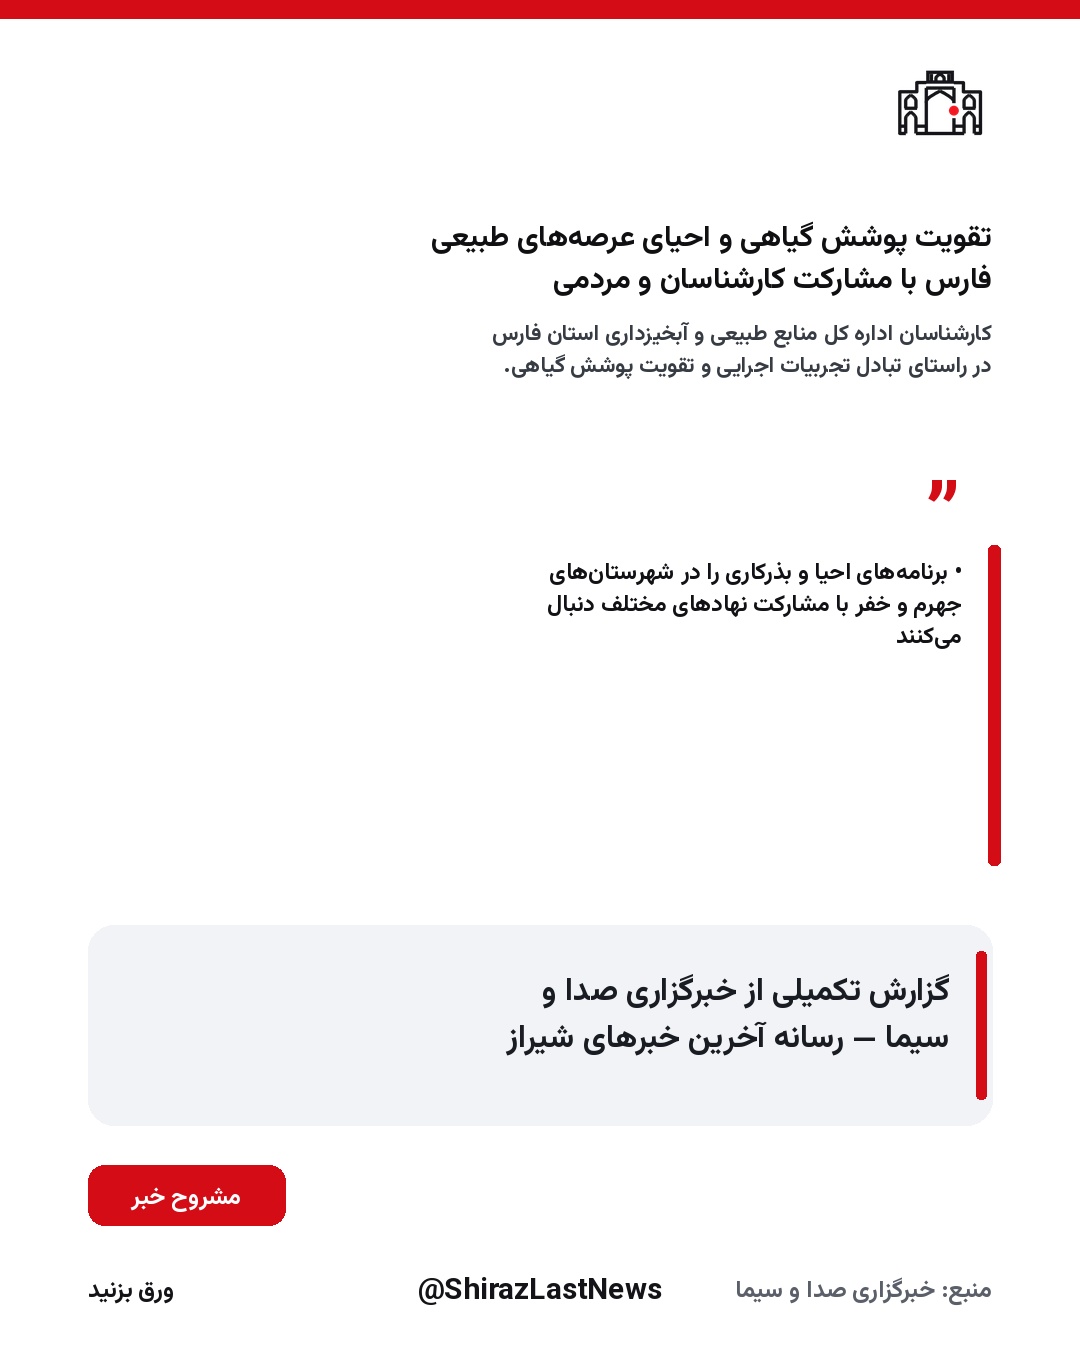 تقویت پوشش گیاهی و احیای عرصه‌های طبیعی
فارس با مشارکت کارشناسان و مردمی
کارشناسان اداره کل منابع طبیعی و آبخیزداری استان فارس
در راستای تبادل تجربیات اجرایی و تقویت پوشش گیاهی.
”
• برنامه‌های احیا و بذرکاری را در شهرستان‌های
جهرم و خفر با مشارکت نهادهای مختلف دنبال
می‌کنند
گزارش تکمیلی از خبرگزاری صدا و
سیما — رسانه آخرین خبرهای شیراز
مشروح خبر
منبع: خبرگزاری صدا و سیما
@ShirazLastNews
ورق بزنید